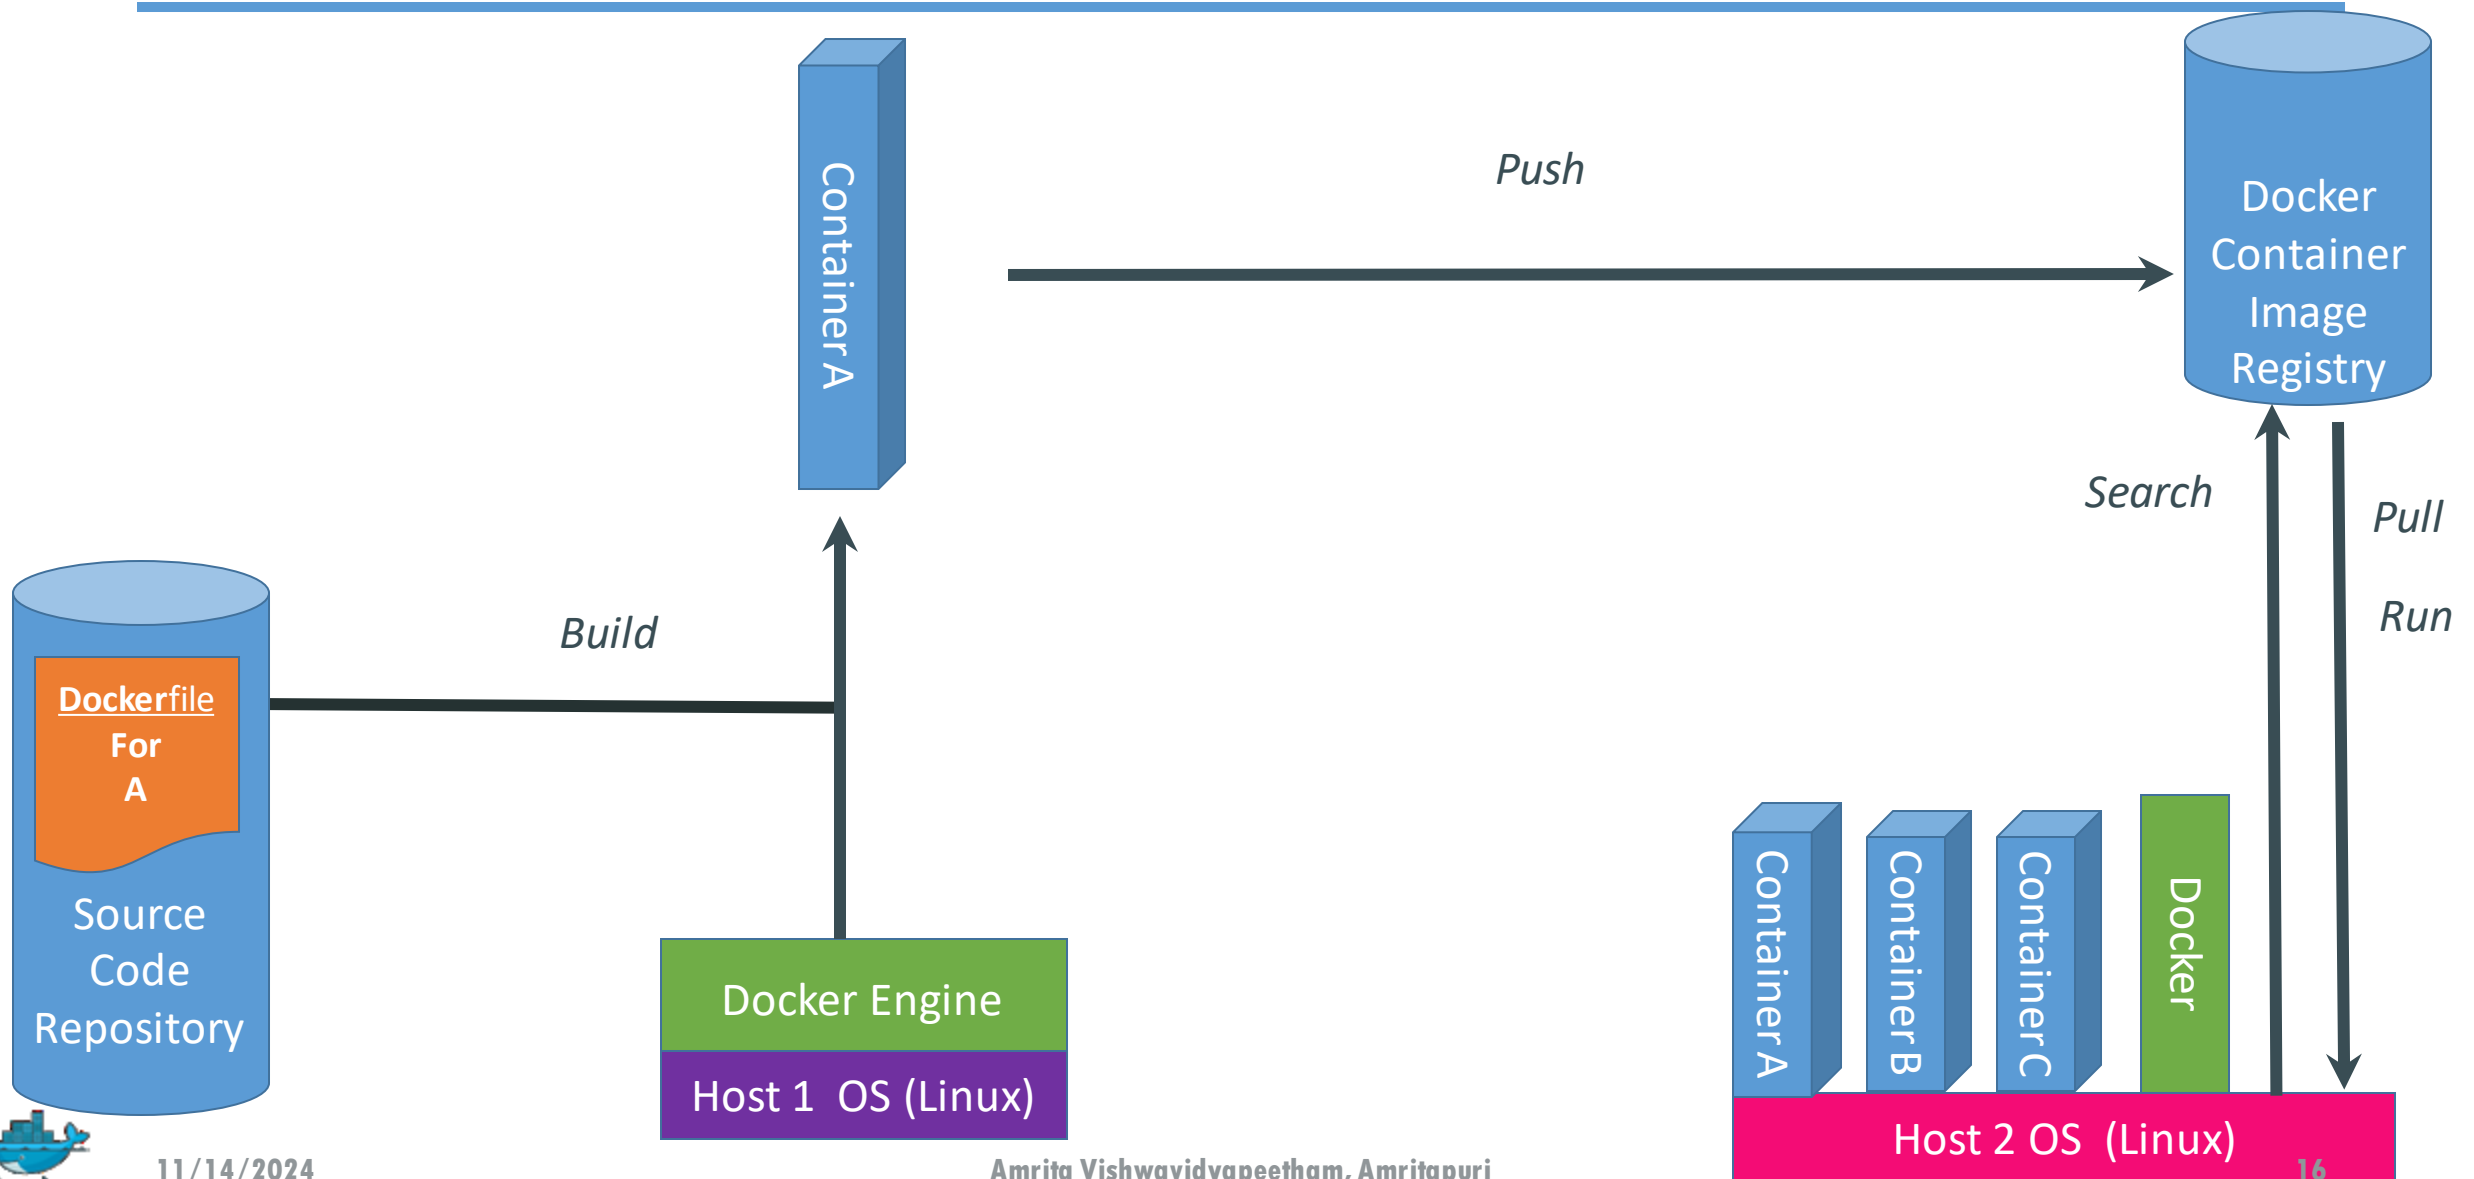 Container A
Push
Docker
Container
Image
Registry
Search
Pull
Run
Build
Dockerfile
For
A
Source
Code
Repository
Docker Engine
Host 1 OS (Linux)
Container A
Container B
Container C
Docker
Host 2 OS (Linux)
11/14/2024
Amrita Vishwavidyapeetham, Amritapuri
16